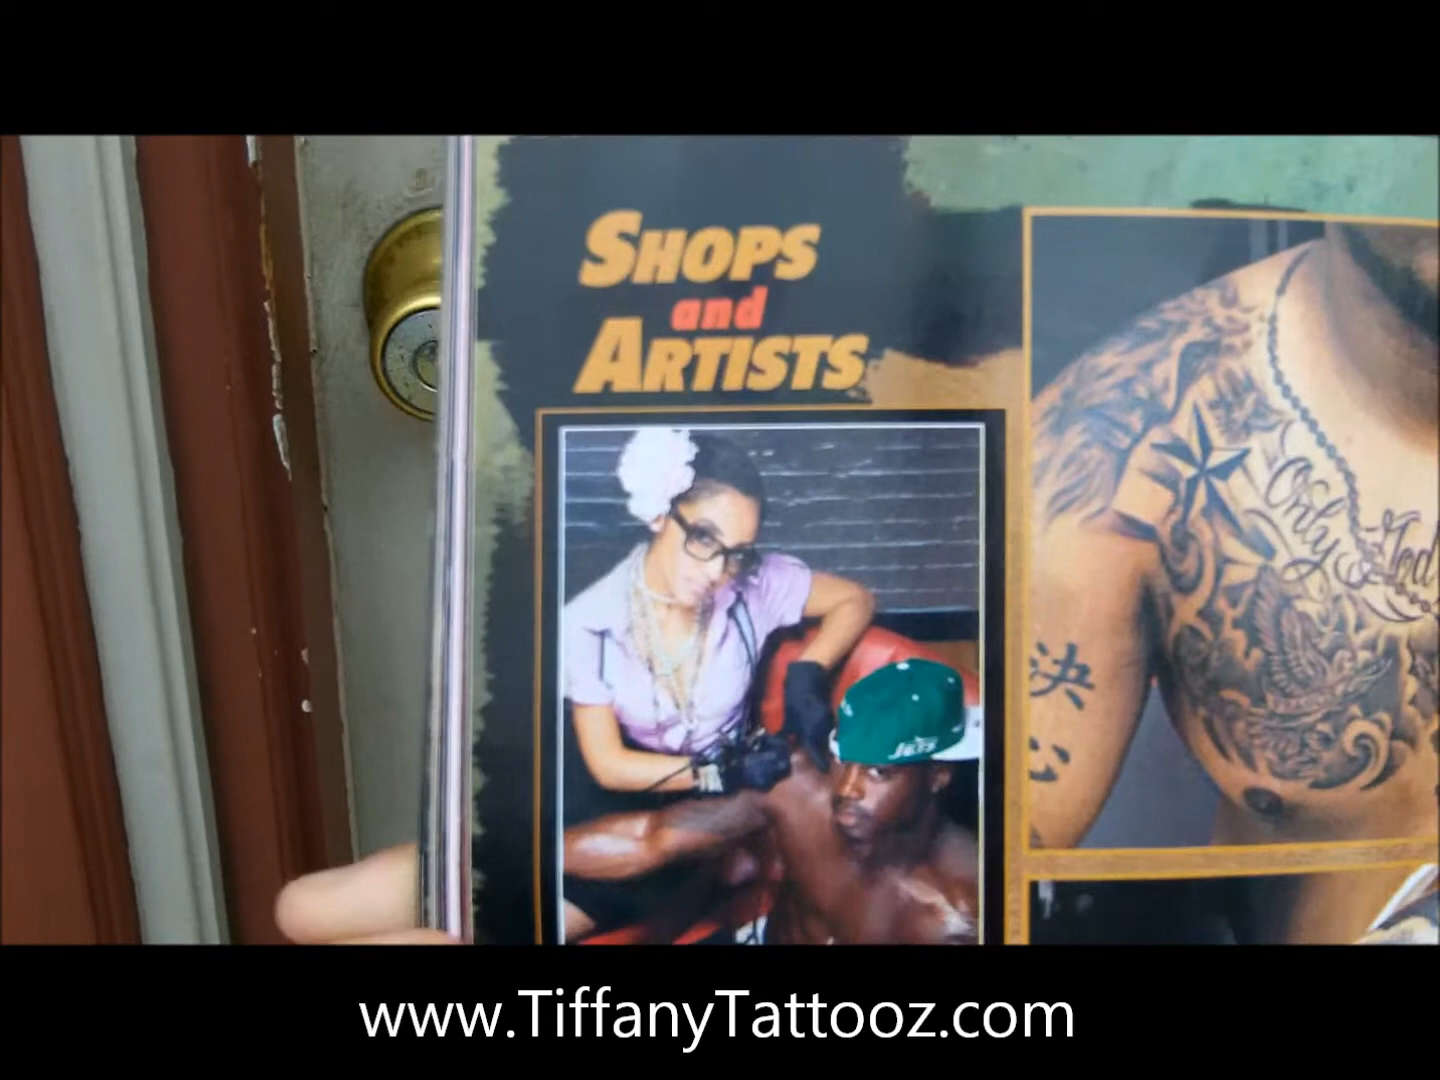 SHOPS
and
ARTISTS
Only God
決
心
JETS
www.TiffanyTattooz.com